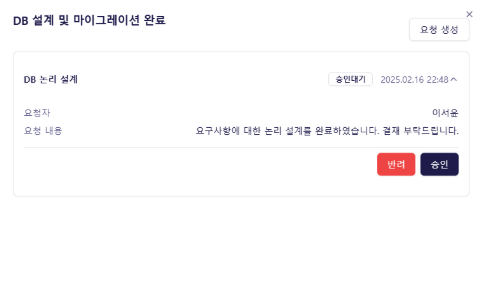 DB 설계 및 마이그레이션 완료
요청 생성
DB 논리 설계
승인대기
2025.02.16 22:48
요청자
이서윤
요청 내용
요구사항에 대한 논리 설계를 완료하였습니다. 결재 부탁드립니다.
반려
승인